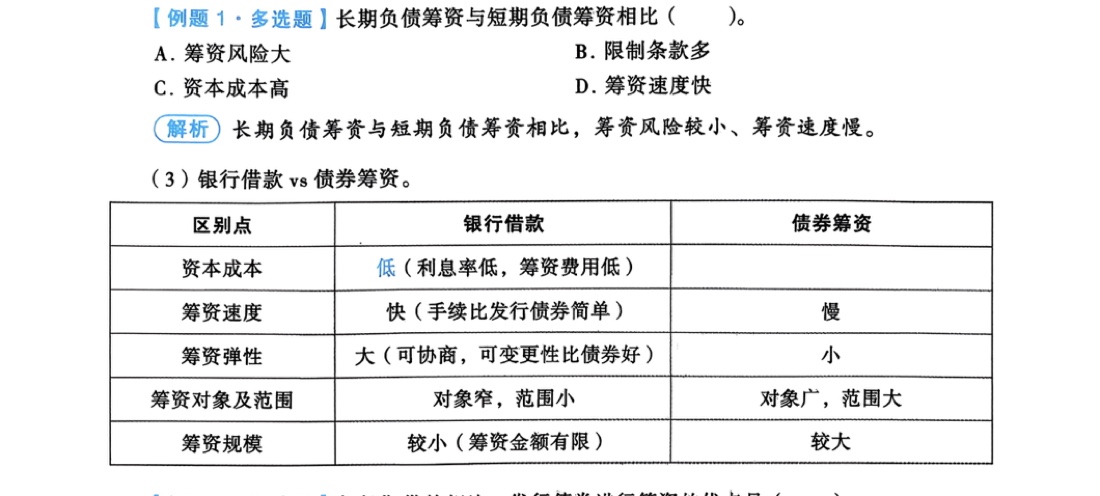 【例题1·多选题】长期负债筹资与短期负债筹资相比（ ）。
A. 筹资风险大 B. 限制条款多
C. 资本成本高 D. 筹资速度快
解析 长期负债筹资与短期负债筹资相比，筹资风险较小、筹资速度慢。
（3）银行借款 vs 债券筹资。
区别点 银行借款 债券筹资
资本成本 低（利息率低，筹资费用低）
筹资速度 快（手续比发行债券简单） 慢
筹资弹性 大（可协商，可变更性比债券好） 小
筹资对象及范围 对象窄，范围小 对象广，范围大
筹资规模 较小（筹资金额有限） 较大